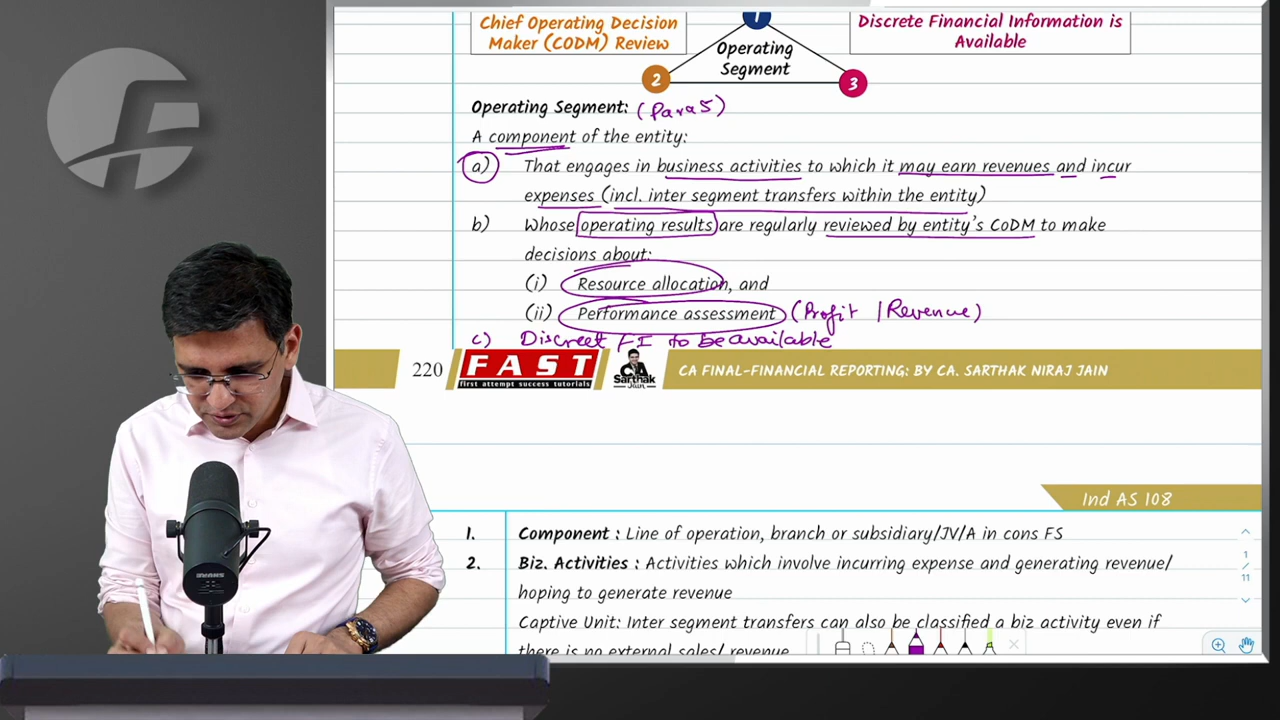 Chief Operating Decision
Maker (CODM) Review
1
Operating
Segment
Discrete Financial Information is
Available
2
3
Operating Segment: (Para 5)
A component of the entity:
a) That engages in business activities to which it may earn revenues and incur
expenses (incl. inter segment transfers within the entity)
b) Whose operating results are regularly reviewed by entity's CoDM to make
decisions about:
(i) Resource allocation, and
(ii) Performance assessment (Profit / Revenue)
c) Discreet FI to be available
220
FAST
first attempt success tutorials
CA Sarthak Jain
CA FINAL-FINANCIAL REPORTING: BY CA. SARTHAK NIRAJ JAIN
Ind AS 108
1. Component : Line of operation, branch or subsidiary/JV/A in cons FS
2. Biz. Activities : Activities which involve incurring expense and generating revenue/
hoping to generate revenue
Captive Unit: Inter segment transfers can also be classified a biz activity even if
there is no external sales/ revenue
1
/
11
SHURE